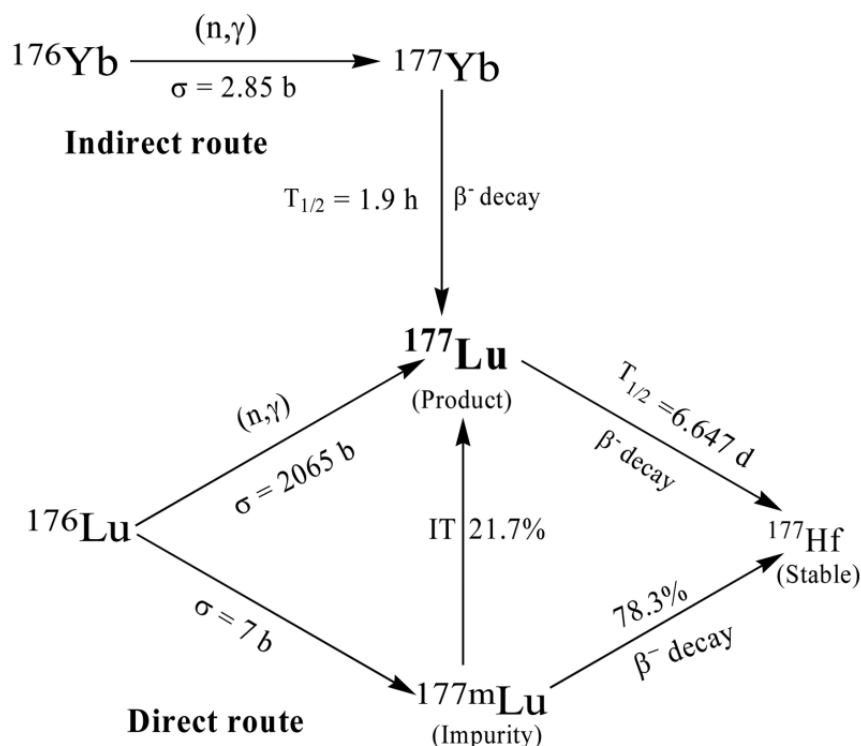 (n,γ)
¹⁷⁶Yb
¹⁷⁷Yb
σ = 2.85 b
Indirect route
T₁/₂ = 1.9 h
β⁻ decay
¹⁷⁷Lu
(Product)
T₁/₂ =6.647 d
β⁻ decay
(n,γ)
σ = 2065 b
¹⁷⁶Lu
IT
21.7%
¹⁷⁷Hf
(Stable)
σ = 7 b
78.3%
β⁻ decay
¹⁷⁷ᵐLu
(Impurity)
Direct route